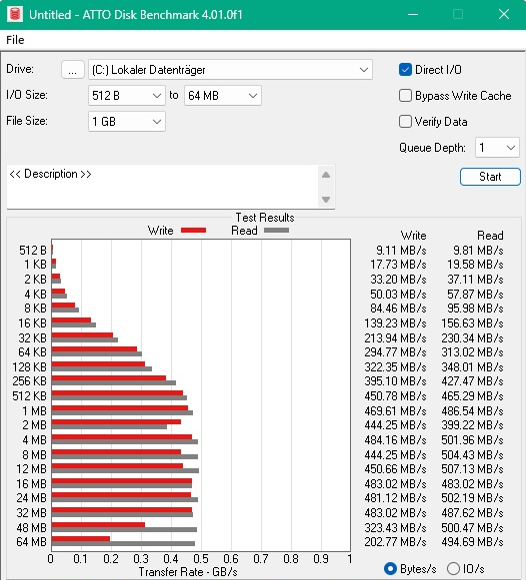 Untitled - ATTO Disk Benchmark 4.01.0f1
File
Drive: ... (C:) Lokaler Datenträger
Direct I/O
I/O Size: 512 B to 64 MB
Bypass Write Cache
File Size: 1 GB
Verify Data
Queue Depth: 1
<< Description >>
Start
Test Results
Write Read Write Read
512 B 9.11 MB/s 9.81 MB/s
1 KB 17.73 MB/s 19.58 MB/s
2 KB 33.20 MB/s 37.11 MB/s
4 KB 50.03 MB/s 57.87 MB/s
8 KB 84.46 MB/s 95.98 MB/s
16 KB 139.23 MB/s 156.63 MB/s
32 KB 213.94 MB/s 230.34 MB/s
64 KB 294.77 MB/s 313.02 MB/s
128 KB 322.35 MB/s 348.01 MB/s
256 KB 395.10 MB/s 427.47 MB/s
512 KB 450.78 MB/s 465.29 MB/s
1 MB 469.61 MB/s 486.54 MB/s
2 MB 444.25 MB/s 399.22 MB/s
4 MB 484.16 MB/s 501.96 MB/s
8 MB 444.25 MB/s 504.43 MB/s
12 MB 450.66 MB/s 507.13 MB/s
16 MB 483.02 MB/s 483.02 MB/s
24 MB 481.12 MB/s 502.19 MB/s
32 MB 483.02 MB/s 487.62 MB/s
48 MB 323.43 MB/s 500.47 MB/s
64 MB 202.77 MB/s 494.69 MB/s
0 0.1 0.2 0.3 0.4 0.5 0.6 0.7 0.8 0.9 1
Transfer Rate - GB/s
Bytes/s IO/s